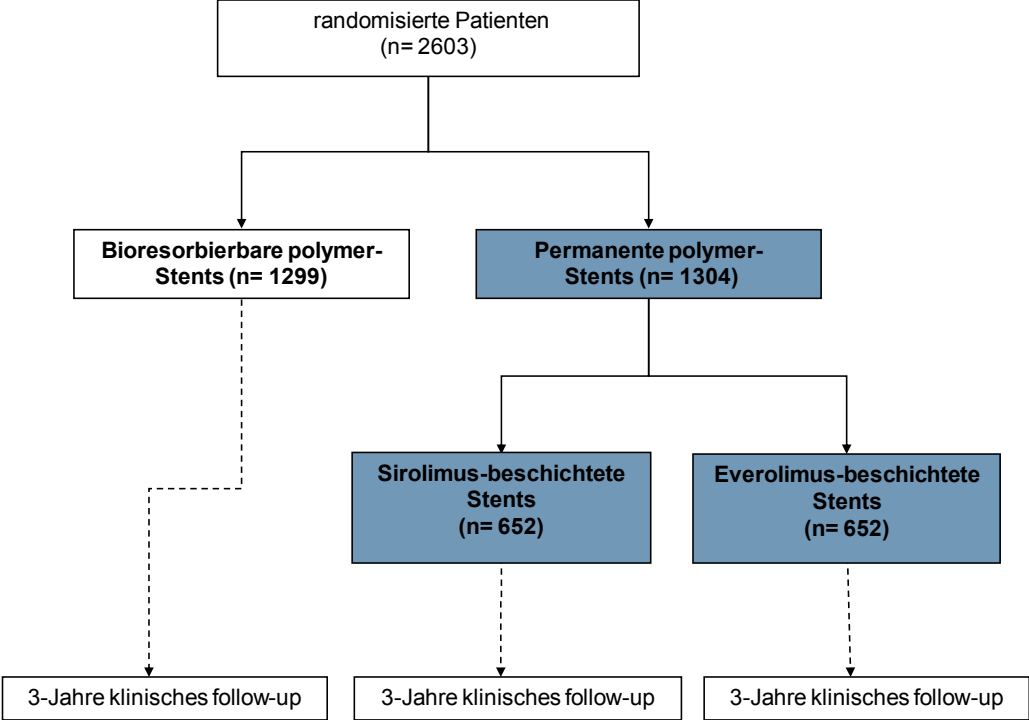 randomisierte Patienten
(n= 2603)
Bioresorbierbare polymer-
Stents (n= 1299)
Permanente polymer-
Stents (n= 1304)
Sirolimus-beschichtete
Stents
(n= 652)
Everolimus-beschichtete
Stents
(n= 652)
3-Jahre klinisches follow-up
3-Jahre klinisches follow-up
3-Jahre klinisches follow-up